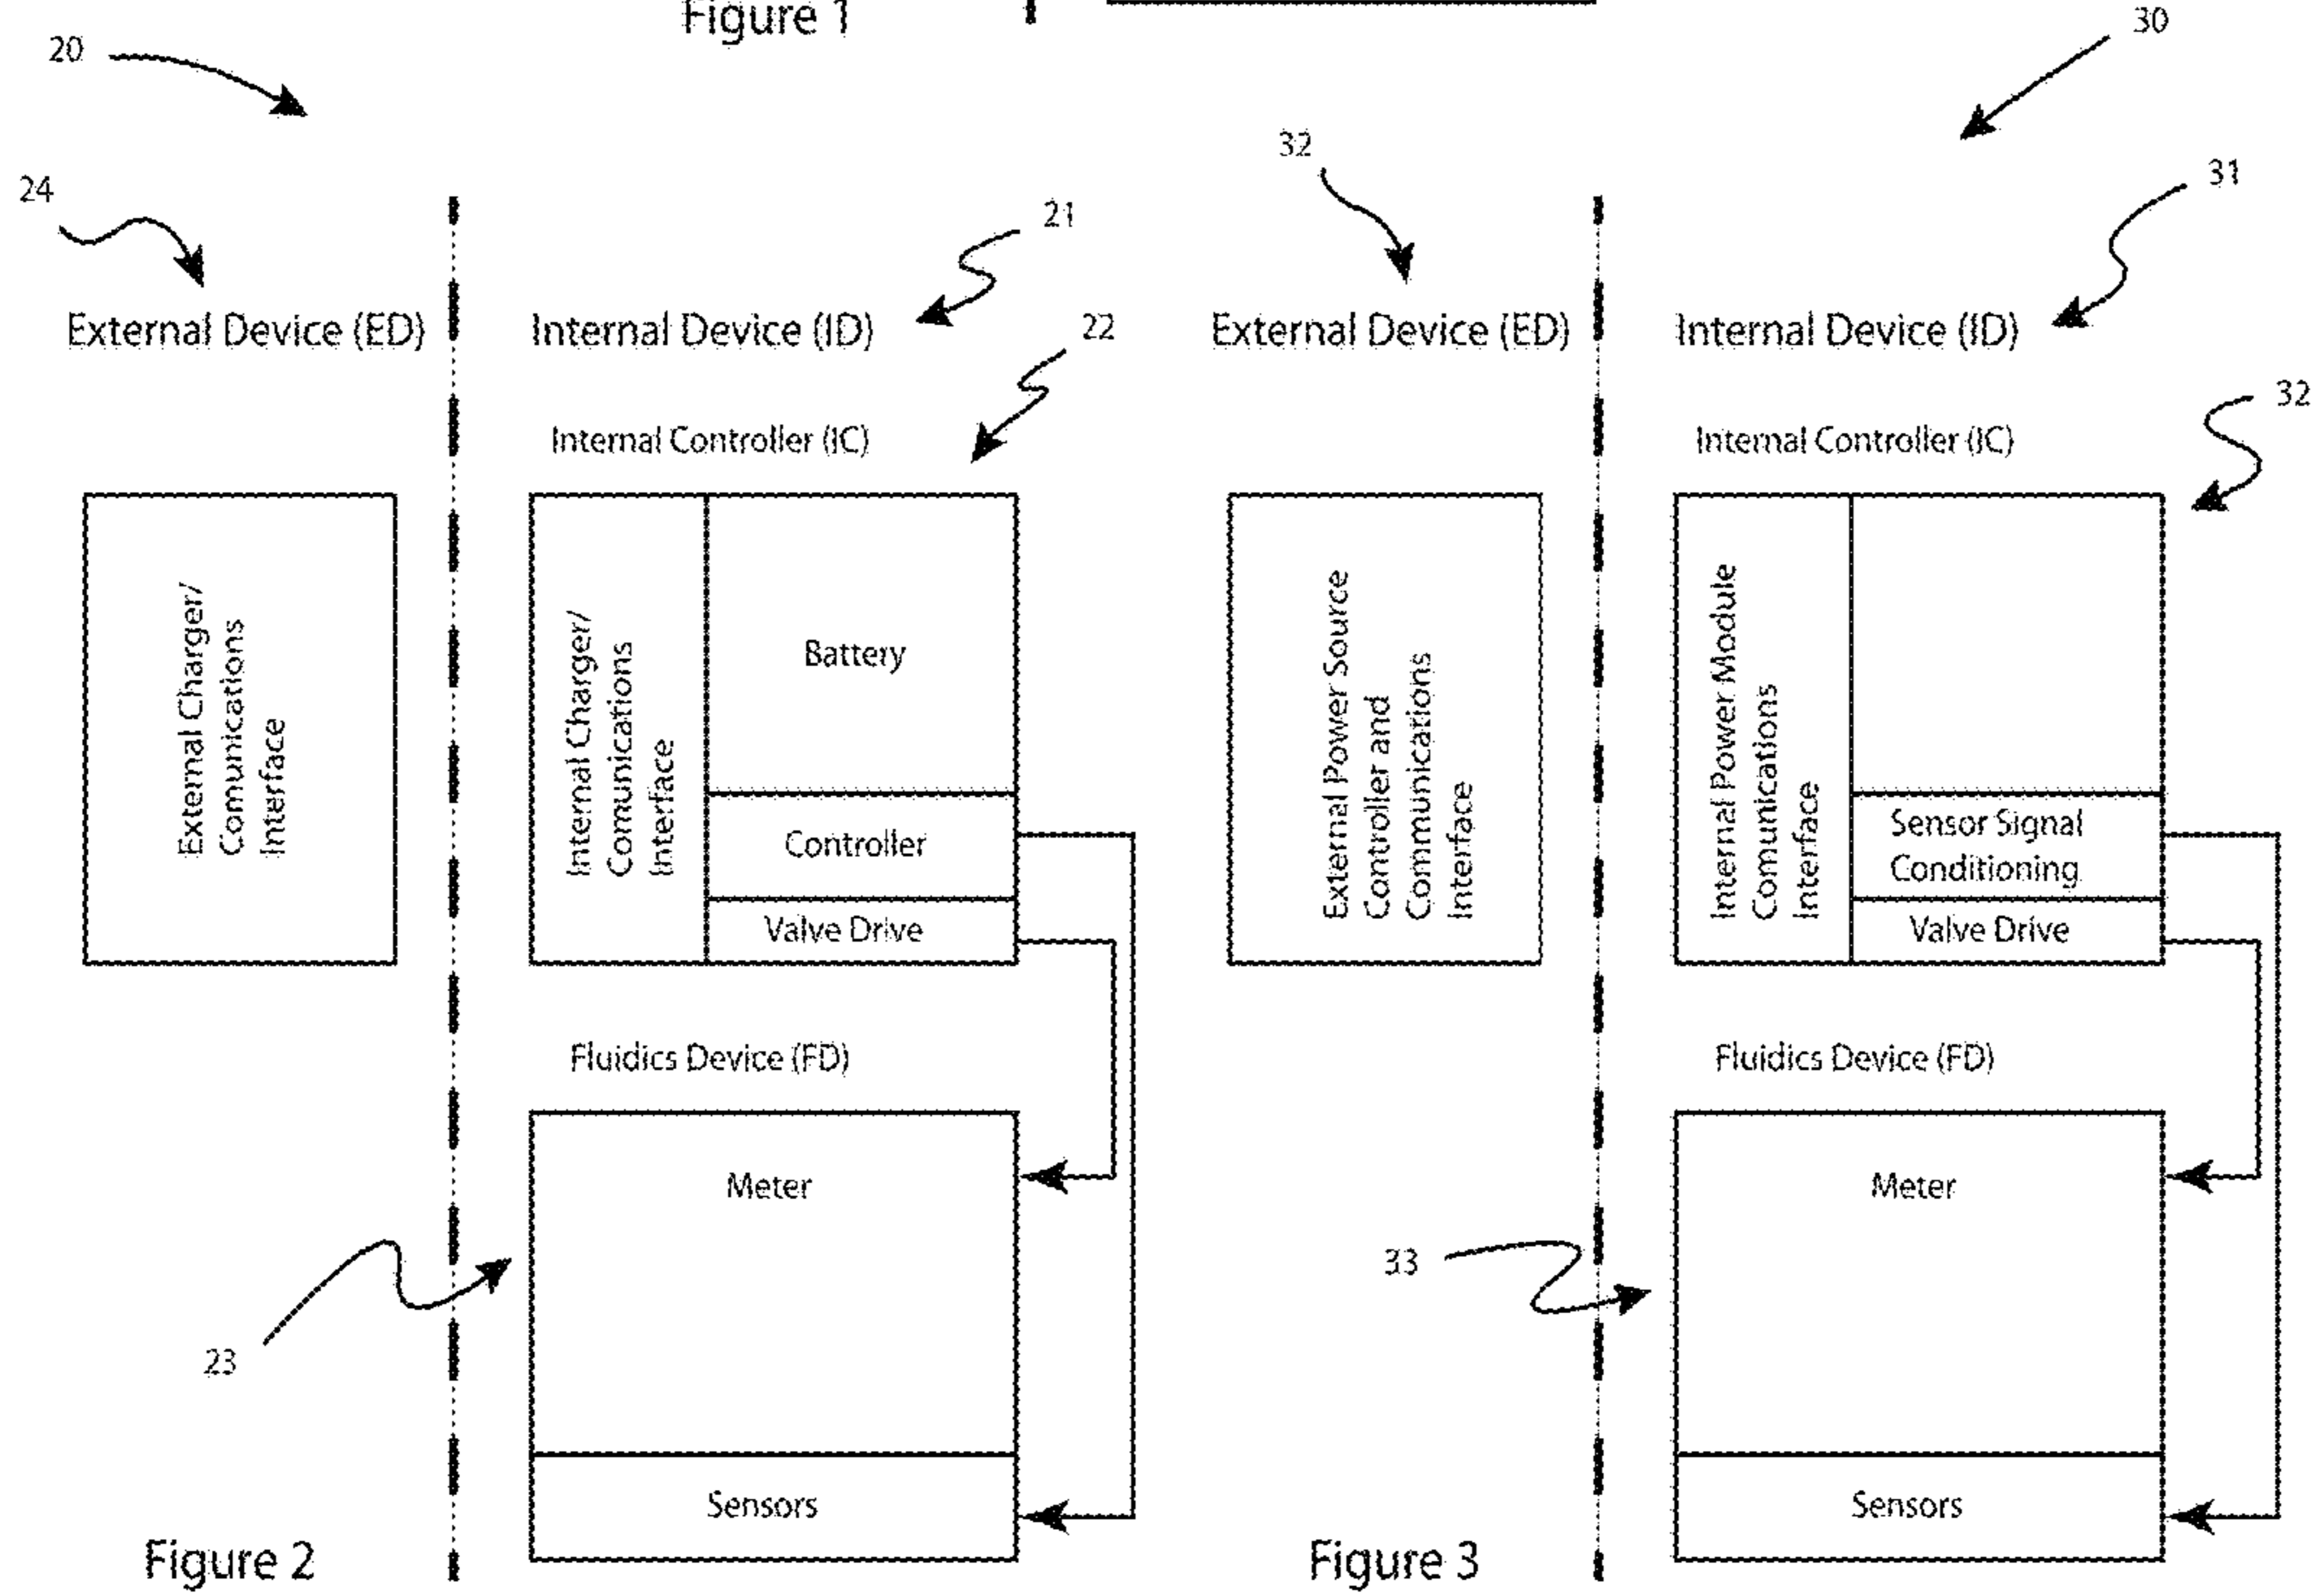 Figure 1
20
24
21
22
External Device (ED)
Internal Device (ID)
Internal Controller (IC)
External Charger/
Comunications
Interface
Internal Charger/
Comunications
Interface
Battery
Controller
Valve Drive
Fluidics Device (FD)
Meter
Sensors
23
Figure 2
30
32
31
External Device (ED)
Internal Device (ID)
32
Internal Controller (IC)
External Power Source
Controller and
Communications
Interface
Internal Power Module
Comunications
Interface
Sensor Signal
Conditioning
Valve Drive
Fluidics Device (FD)
Meter
33
Sensors
Figure 3